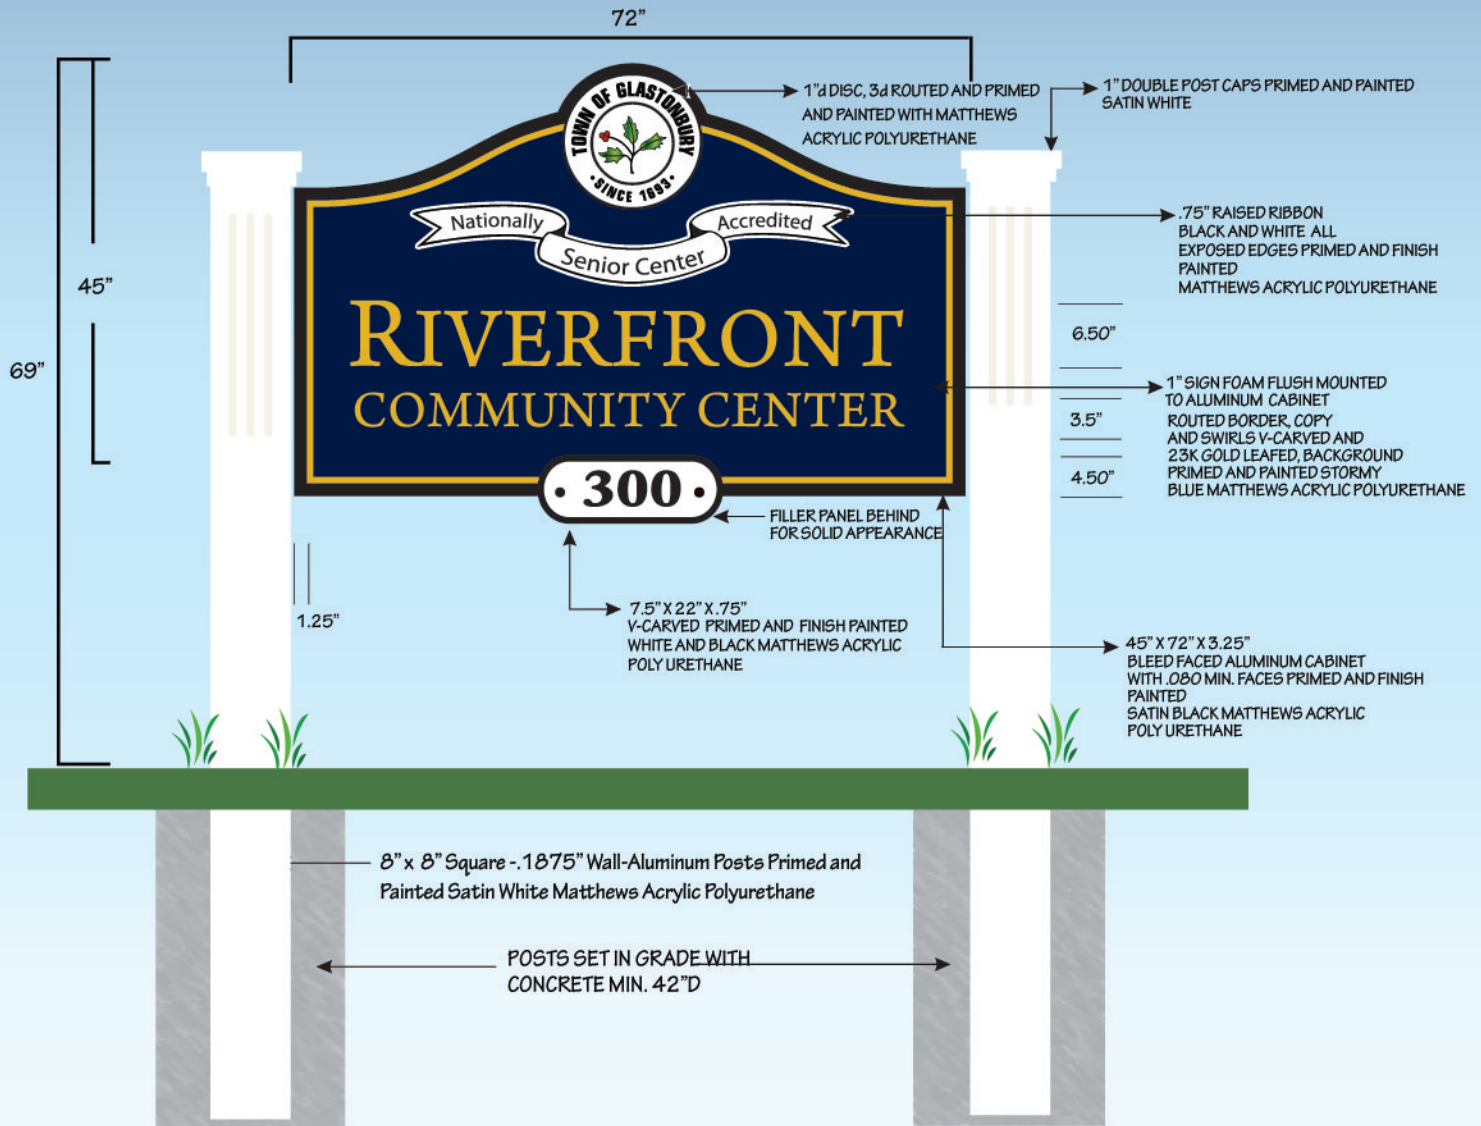 72"
1"d DISC, 3d ROUTED AND PRIMED
AND PAINTED WITH MATTHEWS
ACRYLIC POLYURETHANE
1" DOUBLE POST CAPS PRIMED AND PAINTED
SATIN WHITE
TOWN OF GLASTONBURY
• SINCE 1693 •
Nationally
Senior Center
Accredited
.75" RAISED RIBBON
BLACK AND WHITE ALL
EXPOSED EDGES PRIMED AND FINISH
PAINTED
MATTHEWS ACRYLIC POLYURETHANE
45"
69"
RIVERFRONT
COMMUNITY CENTER
6.50"
1" SIGN FOAM FLUSH MOUNTED
TO ALUMINUM CABINET
ROUTED BORDER, COPY
AND SWIRLS V-CARVED AND
23K GOLD LEAFED, BACKGROUND
PRIMED AND PAINTED STORMY
BLUE MATTHEWS ACRYLIC POLYURETHANE
3.5"
4.50"
• 300 •
FILLER PANEL BEHIND
FOR SOLID APPEARANCE
1.25"
7.5" X 22" X .75"
V-CARVED PRIMED AND FINISH PAINTED
WHITE AND BLACK MATTHEWS ACRYLIC
POLY URETHANE
45" X 72" X 3.25"
BLEED FACED ALUMINUM CABINET
WITH .080 MIN. FACES PRIMED AND FINISH
PAINTED
SATIN BLACK MATTHEWS ACRYLIC
POLY URETHANE
8" x 8" Square -.1875" Wall-Aluminum Posts Primed and
Painted Satin White Matthews Acrylic Polyurethane
POSTS SET IN GRADE WITH
CONCRETE MIN. 42"D